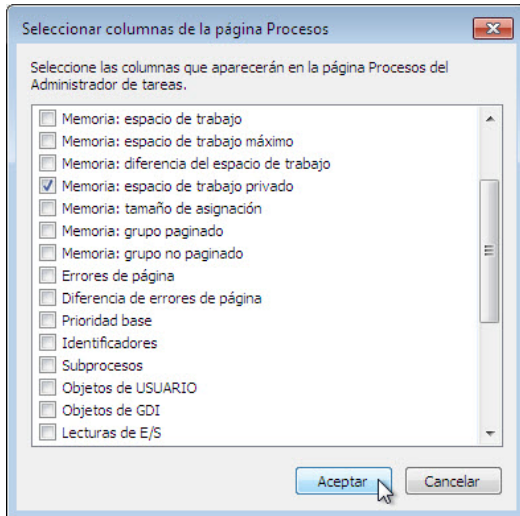 Seleccionar columnas de la página Procesos
Seleccione las columnas que aparecerán en la página Procesos del
Administrador de tareas.
Memoria: espacio de trabajo
Memoria: espacio de trabajo máximo
Memoria: diferencia del espacio de trabajo
Memoria: espacio de trabajo privado
Memoria: tamaño de asignación
Memoria: grupo paginado
Memoria: grupo no paginado
Errores de página
Diferencia de errores de página
Prioridad base
Identificadores
Subprocesos
Objetos de USUARIO
Objetos de GDI
Lecturas de E/S
Aceptar Cancelar